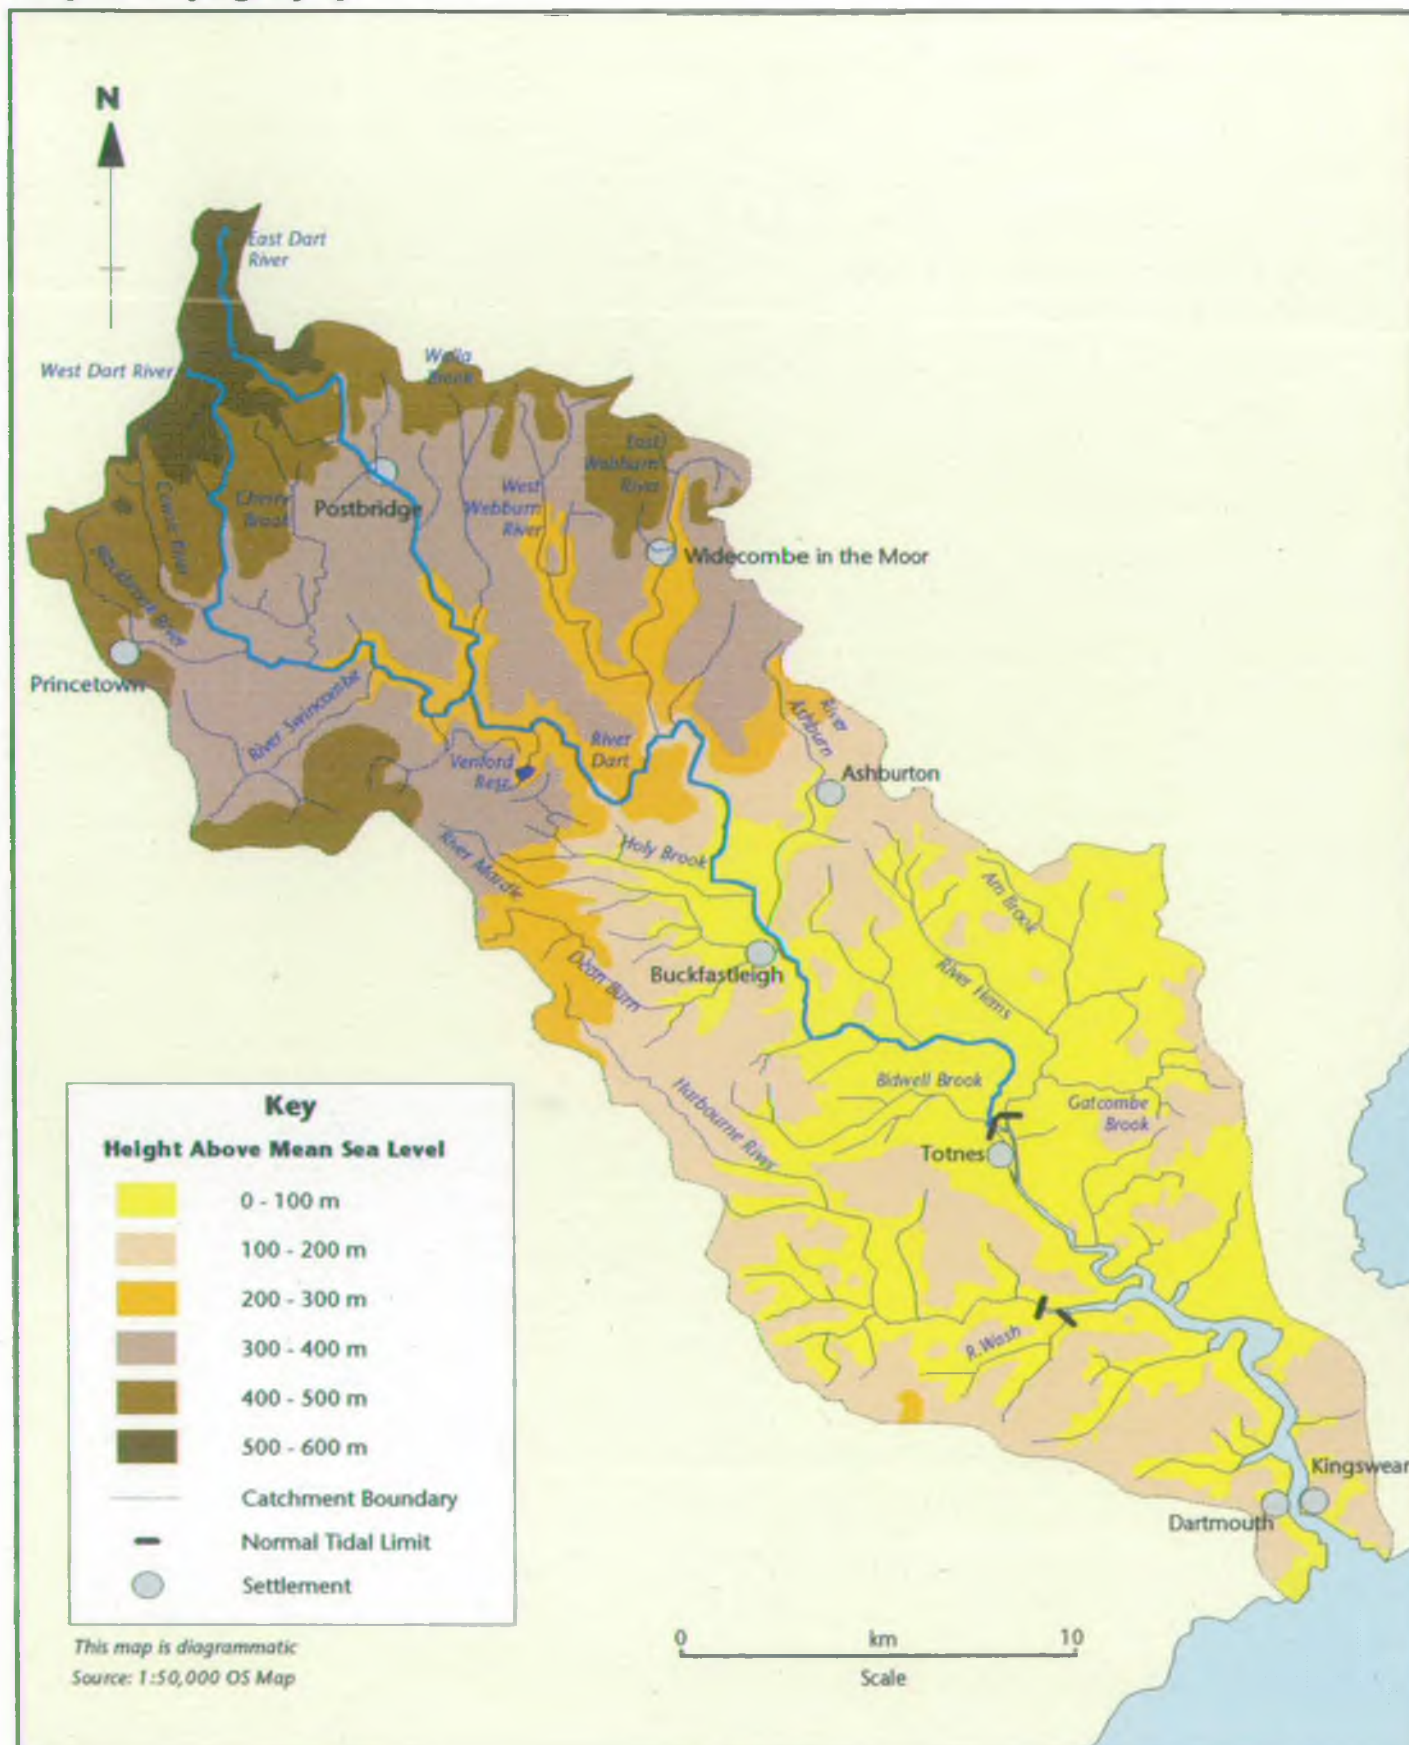 N
East Dart
River
West Dart River
Walla
Brook
East
Webburn
River
West
Webburn
River
Cherry
Brook
Cowsic River
Postbridge
Widecombe in the Moor
Blackbrook River
Princetown
River Swincombe
River
Ashburn
River
Dart
Venford
Resr.
Ashburton
Holy Brook
River Mardle
Am Brook
Buckfastleigh
River Hems
Dean Burn
Bidwell Brook
Gatcombe
Brook
Harbourne River
Totnes
R.Wash
Kingswear
Dartmouth
Key
Height Above Mean Sea Level
0 - 100 m
100 - 200 m
200 - 300 m
300 - 400 m
400 - 500 m
500 - 600 m
Catchment Boundary
Normal Tidal Limit
Settlement
This map is diagrammatic
Source: 1:50,000 OS Map
0 km 10
Scale